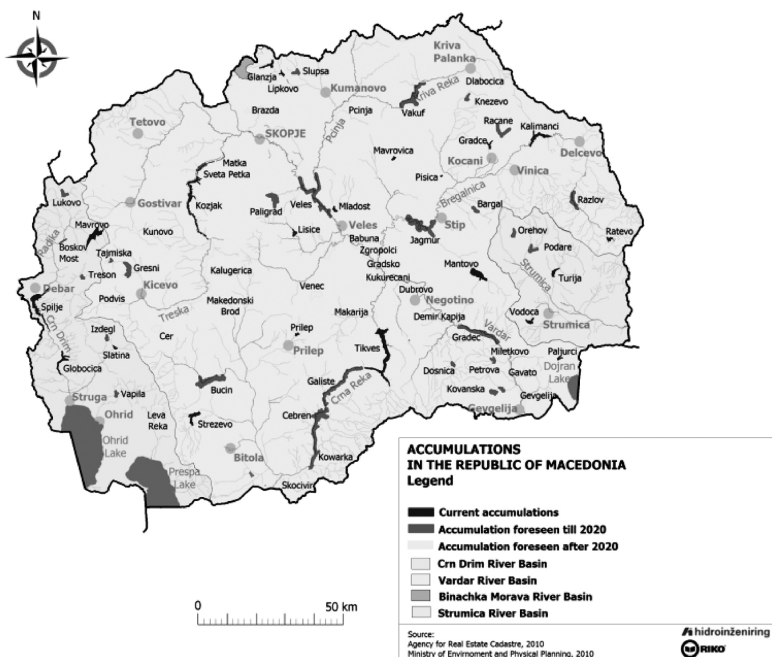 N
Kriva
Palanka
Glanzja
Slupsa
Lipkovo
Kumanovo
Dlabocica
Kriva Reka
Knezevo
Brazda
Pcinja
Vakuf
Pcinja
Racane
Kalimanci
Tetovo
SKOPJE
Gradce
Delcevo
Mavrovica
Kocani
Matka
Sveta Petka
Pisica
Vinica
Lukovo
Gostivar
Kozjak
Paligrad
Veles
Mladost
Bregalnica
Bargal
Razlov
Mavrovo
Radika
Kunovo
Lisice
Veles
Stip
Jagmur
Orehov
Ratevo
Boskov
Most
Tajmiska
Babuna
Zgropolci
Podare
Gresni
Kalugerica
Gradsko
Mantovo
Treson
Kukurecani
Strumica
Turija
Debar
Kicevo
Venec
Dubrovo
Spilje
Podvis
Makedonski
Brod
Negotino
Treska
Makarija
Demir Kapija
Vodoca
Strumica
Crn Drim
Izdegl
Cer
Prilep
Vardar
Slatina
Prilep
Tikves
Gradec
Miletkovo
Paljurci
Globocica
Dosnica
Petrova
Gavato
Dojran
Lake
Vapila
Bucin
Galiste
Crna Reka
Kovanska
Gevgelija
Struga
Ohrid
Leva
Reka
Strezevo
Cebren
Gevgelija
Ohrid
Lake
Bitola
Kowarka
Prespa
Lake
Skocivir
ACCUMULATIONS
IN THE REPUBLIC OF MACEDONIA
Legend
Current accumulations
Accumulation foreseen till 2020
Accumulation foreseen after 2020
Crn Drim River Basin
Vardar River Basin
Binachka Morava River Basin
Strumica River Basin
0 50 km
Source:
Agency for Real Estate Cadastre, 2010
Ministry of Envirnoment and Physical Planning, 2010
hidroinženiring
RIKO